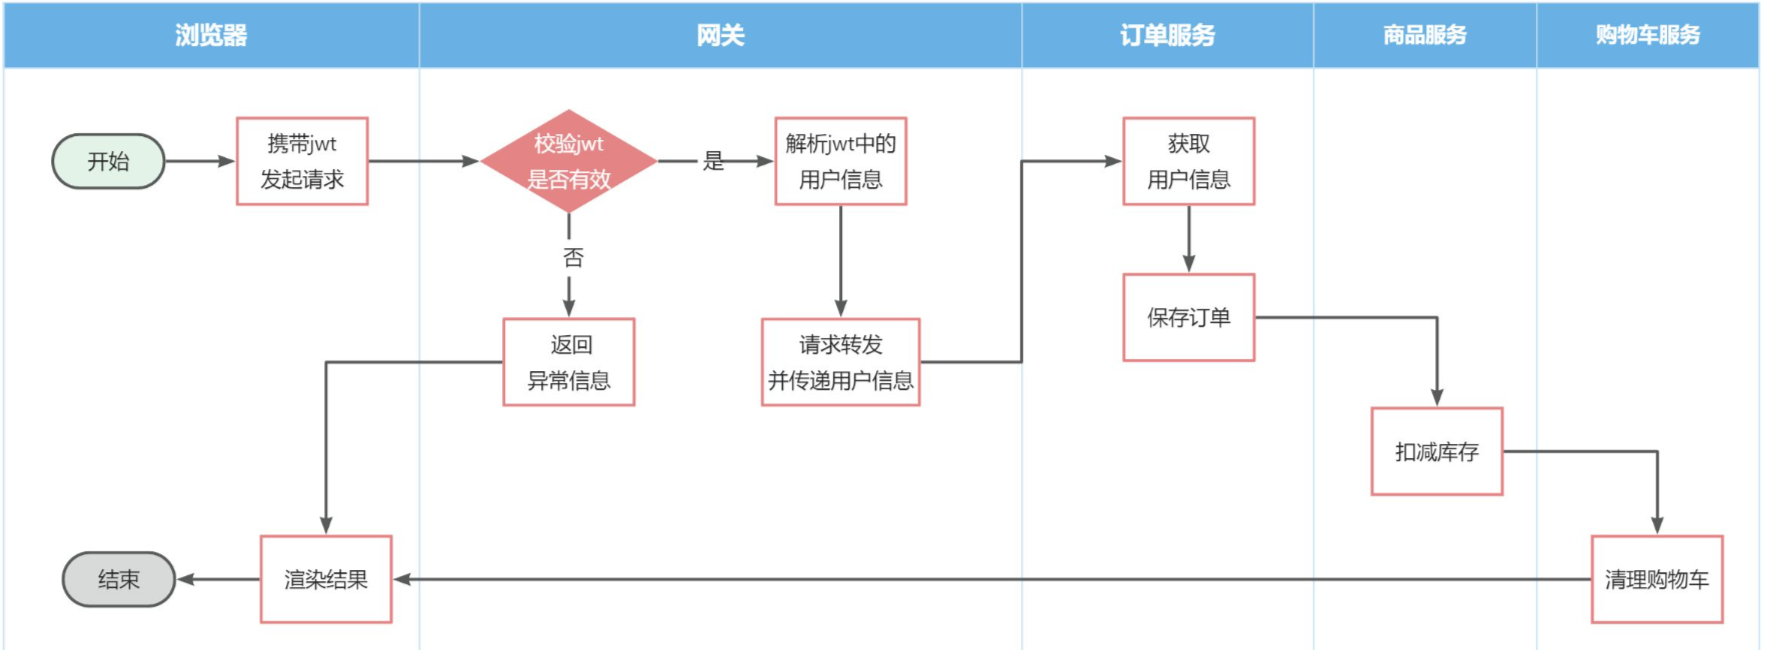 浏览器
网关
订单服务
商品服务
购物车服务
开始
携带jwt
发起请求
校验jwt
是否有效
是
解析jwt中的
用户信息
获取
用户信息
否
保存订单
返回
异常信息
请求转发
并传递用户信息
扣减库存
结束
渲染结果
清理购物车